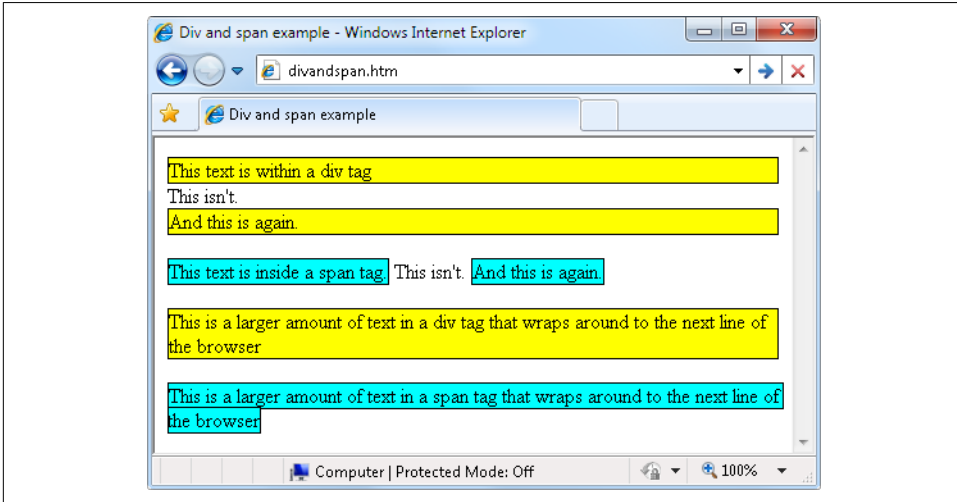 Div and span example - Windows Internet Explorer
divandspan.htm
Div and span example
This text is within a div tag
This isn't.
And this is again.
This text is inside a span tag. This isn't. And this is again.
This is a larger amount of text in a div tag that wraps around to the next line of
the browser
This is a larger amount of text in a span tag that wraps around to the next line of
the browser
Computer | Protected Mode: Off 100%